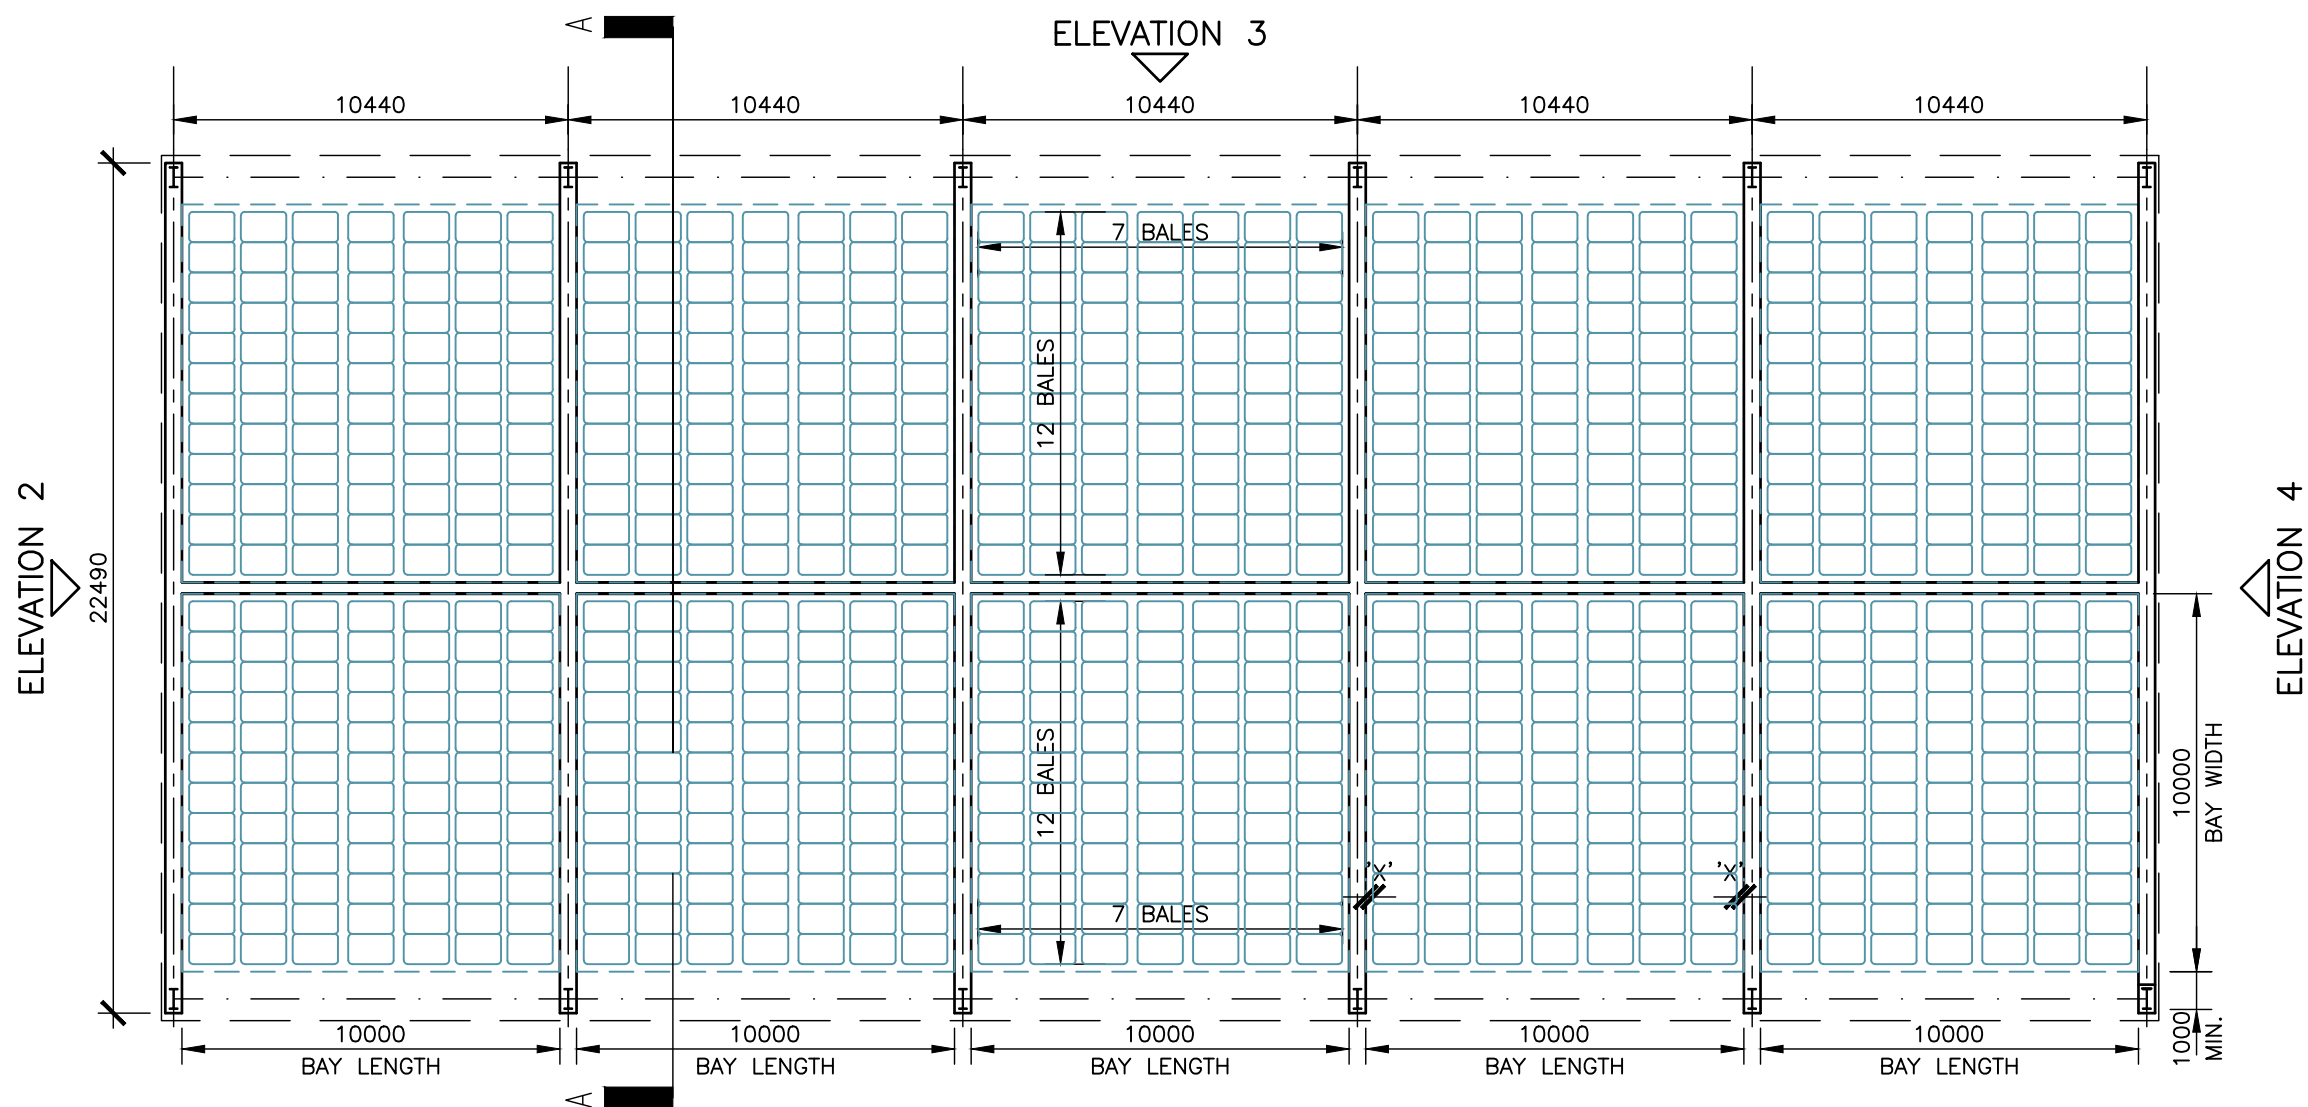 A
ELEVATION 3
10440
10440
10440
10440
10440
7 BALES
12 BALES
ELEVATION 2
22490
ELEVATION 4
12 BALES
10000
BAY WIDTH
'X'
'X'
7 BALES
10000
BAY LENGTH
10000
BAY LENGTH
10000
BAY LENGTH
10000
BAY LENGTH
10000
BAY LENGTH
1000
MIN.
A